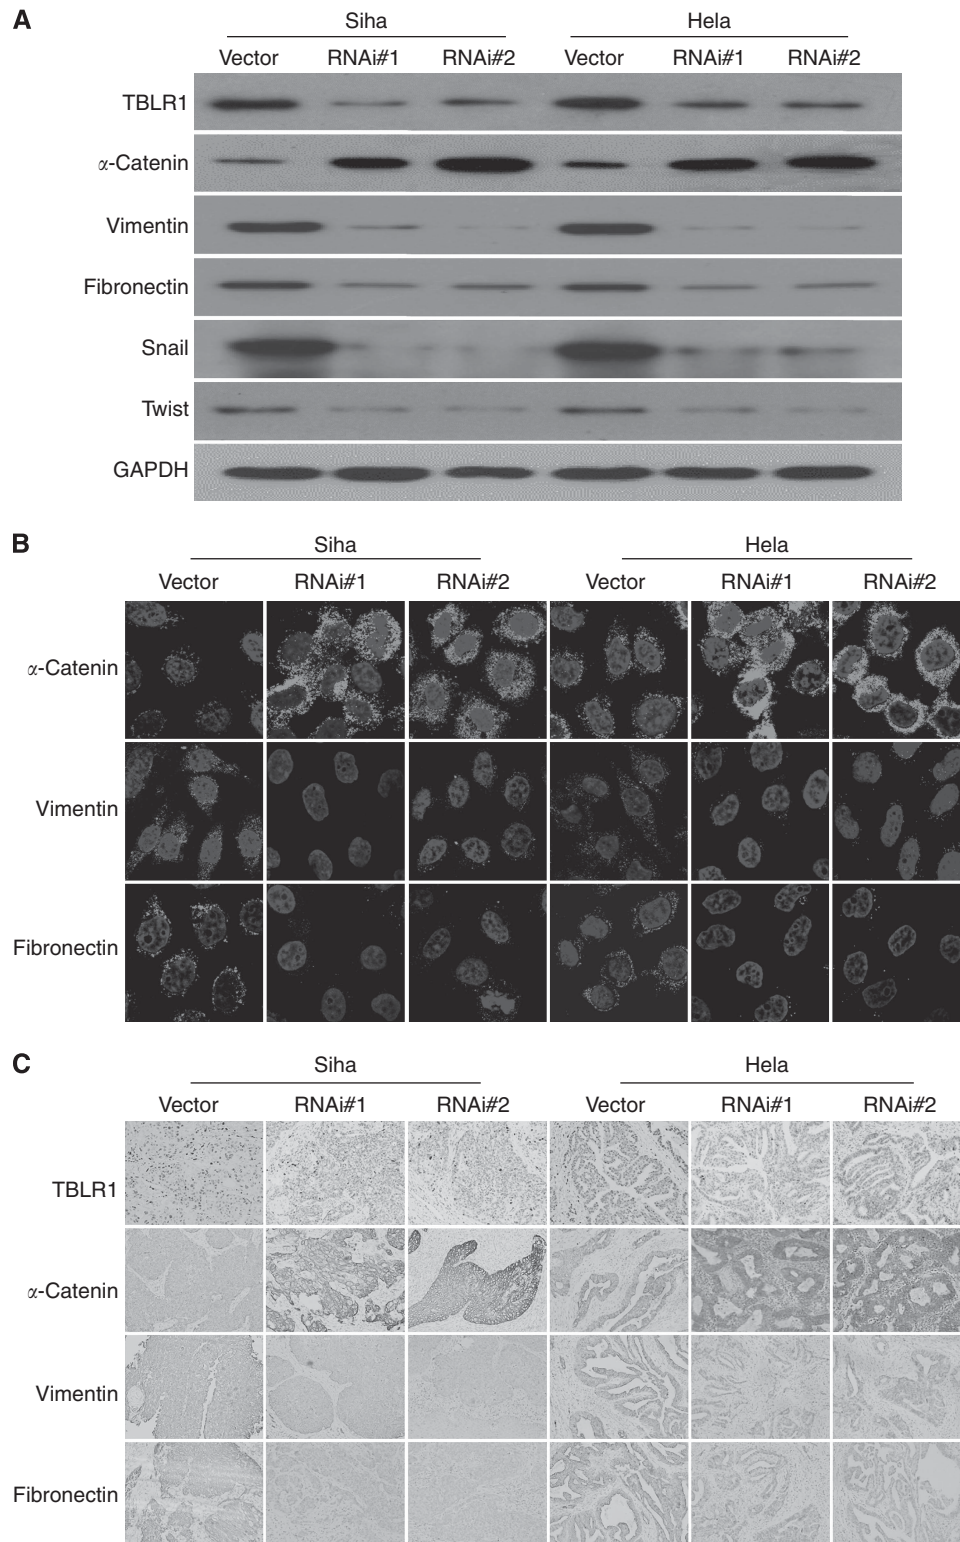 A
Siha Hela
Vector RNAi#1 RNAi#2 Vector RNAi#1 RNAi#2
TBLR1
α-Catenin
Vimentin
Fibronectin
Snail
Twist
GAPDH
B
Siha Hela
Vector RNAi#1 RNAi#2 Vector RNAi#1 RNAi#2
α-Catenin
Vimentin
Fibronectin
C
Siha Hela
Vector RNAi#1 RNAi#2 Vector RNAi#1 RNAi#2
TBLR1
α-Catenin
Vimentin
Fibronectin